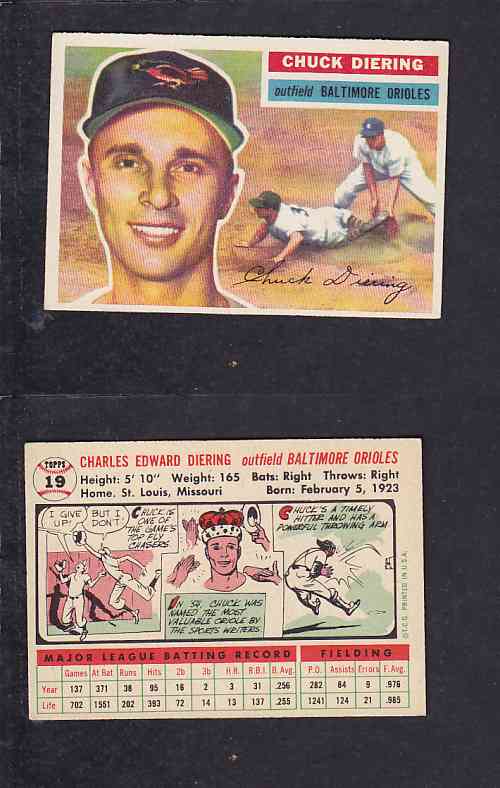 CHUCK DIERING
outfield BALTIMORE ORIOLES
Chuck Diering
TOPPS
19
CHARLES EDWARD DIERING outfield BALTIMORE ORIOLES
Height: 5' 10" Weight: 165 Bats: Right Throws: Right
Home. St. Louis, Missouri Born: February 5, 1923
I GIVE UP!
BUT I DON'T!
CHUCK IS ONE OF THE GAME'S TOP FLY CHASERS
IN '54, CHUCK WAS NAMED THE MOST VALUABLE ORIOLE BY THE SPORTS WRITERS
CHUCK'S A TIMELY HITTER AND HAS A POWERFUL THROWING ARM
©T.C.G. PRINTED IN U.S.A.
MAJOR LEAGUE BATTING RECORD FIELDING
Games At Bat Runs Hits 2b 3b H.R. R.B.I. B. Avg. P.O. Assists Errors F. Avg.
Year 137 371 38 95 16 2 3 31 .256 282 84 9 .976
Life 702 1551 202 393 72 14 13 137 .255 1241 124 21 .985